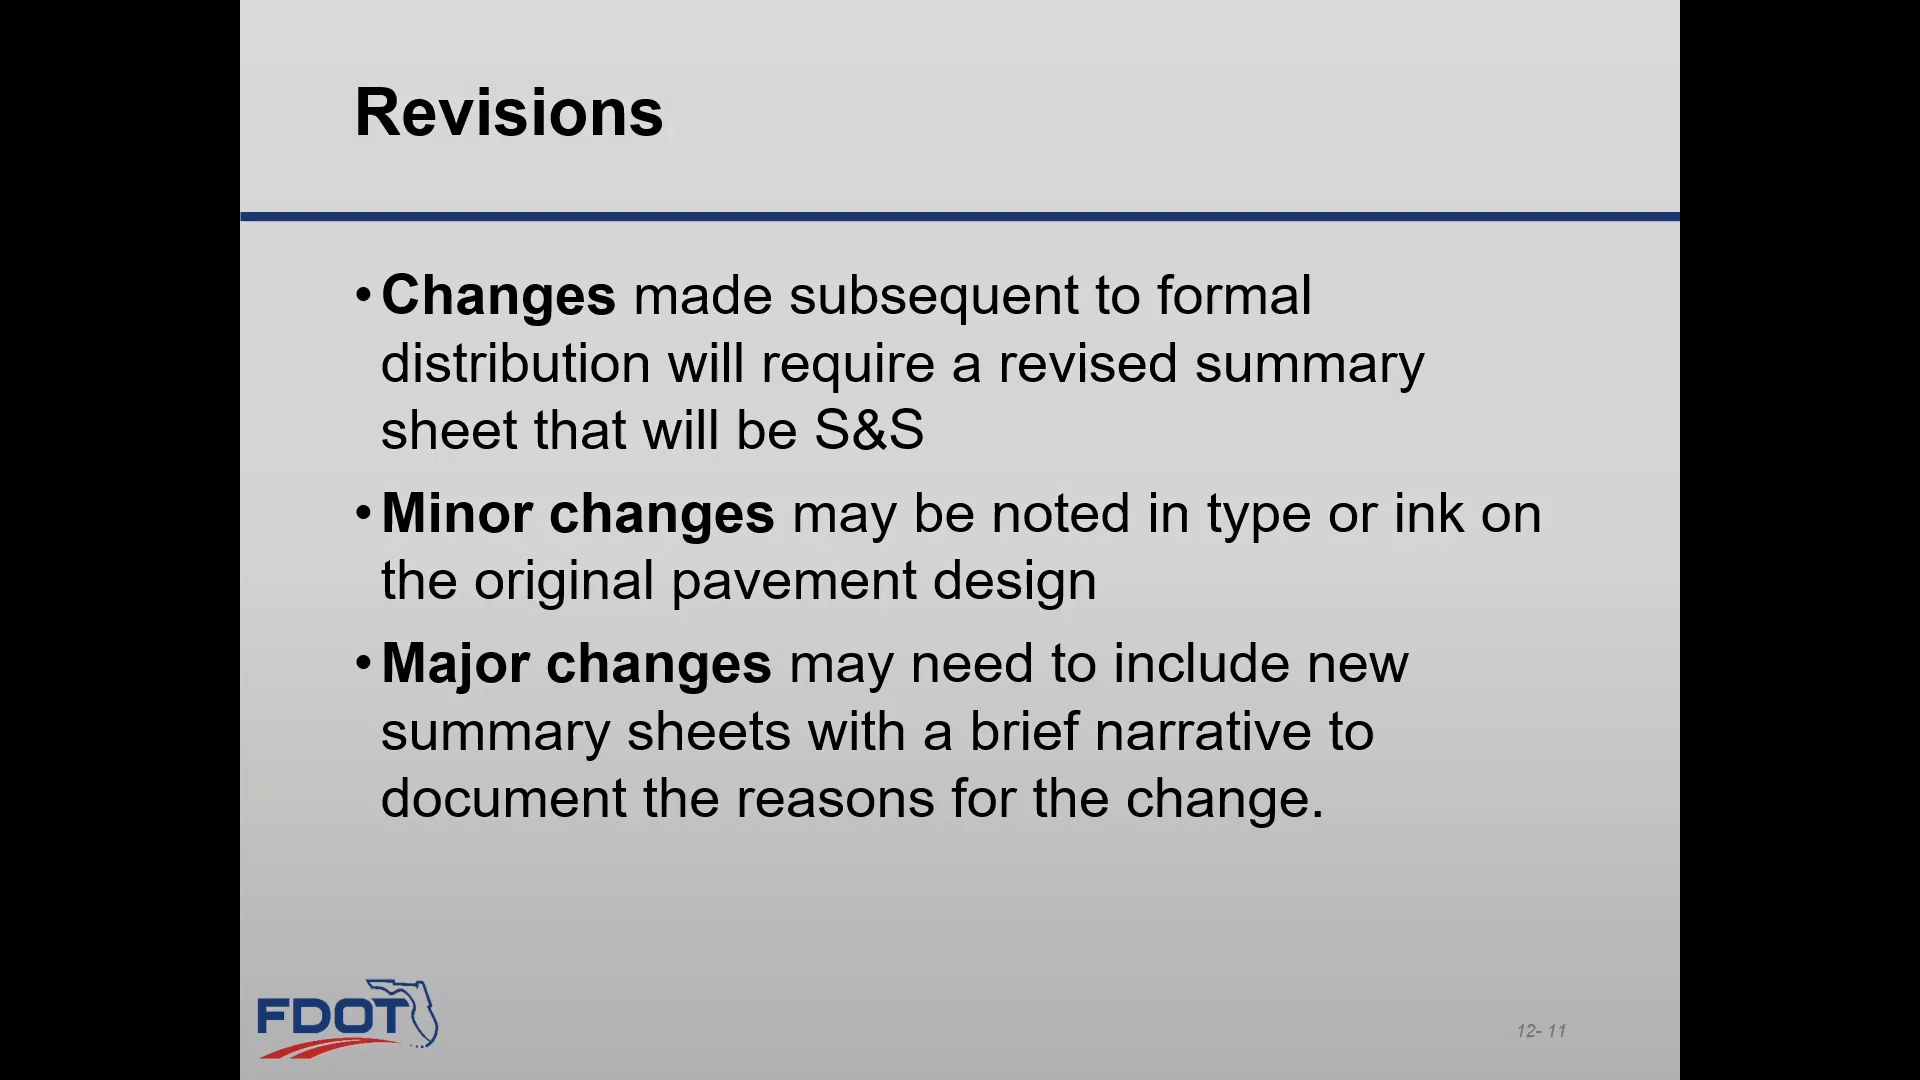 Revisions
•Changes made subsequent to formal
distribution will require a revised summary
sheet that will be S&S
•Minor changes may be noted in type or ink on
the original pavement design
•Major changes may need to include new
summary sheets with a brief narrative to
document the reasons for the change.
FDOT
12- 11